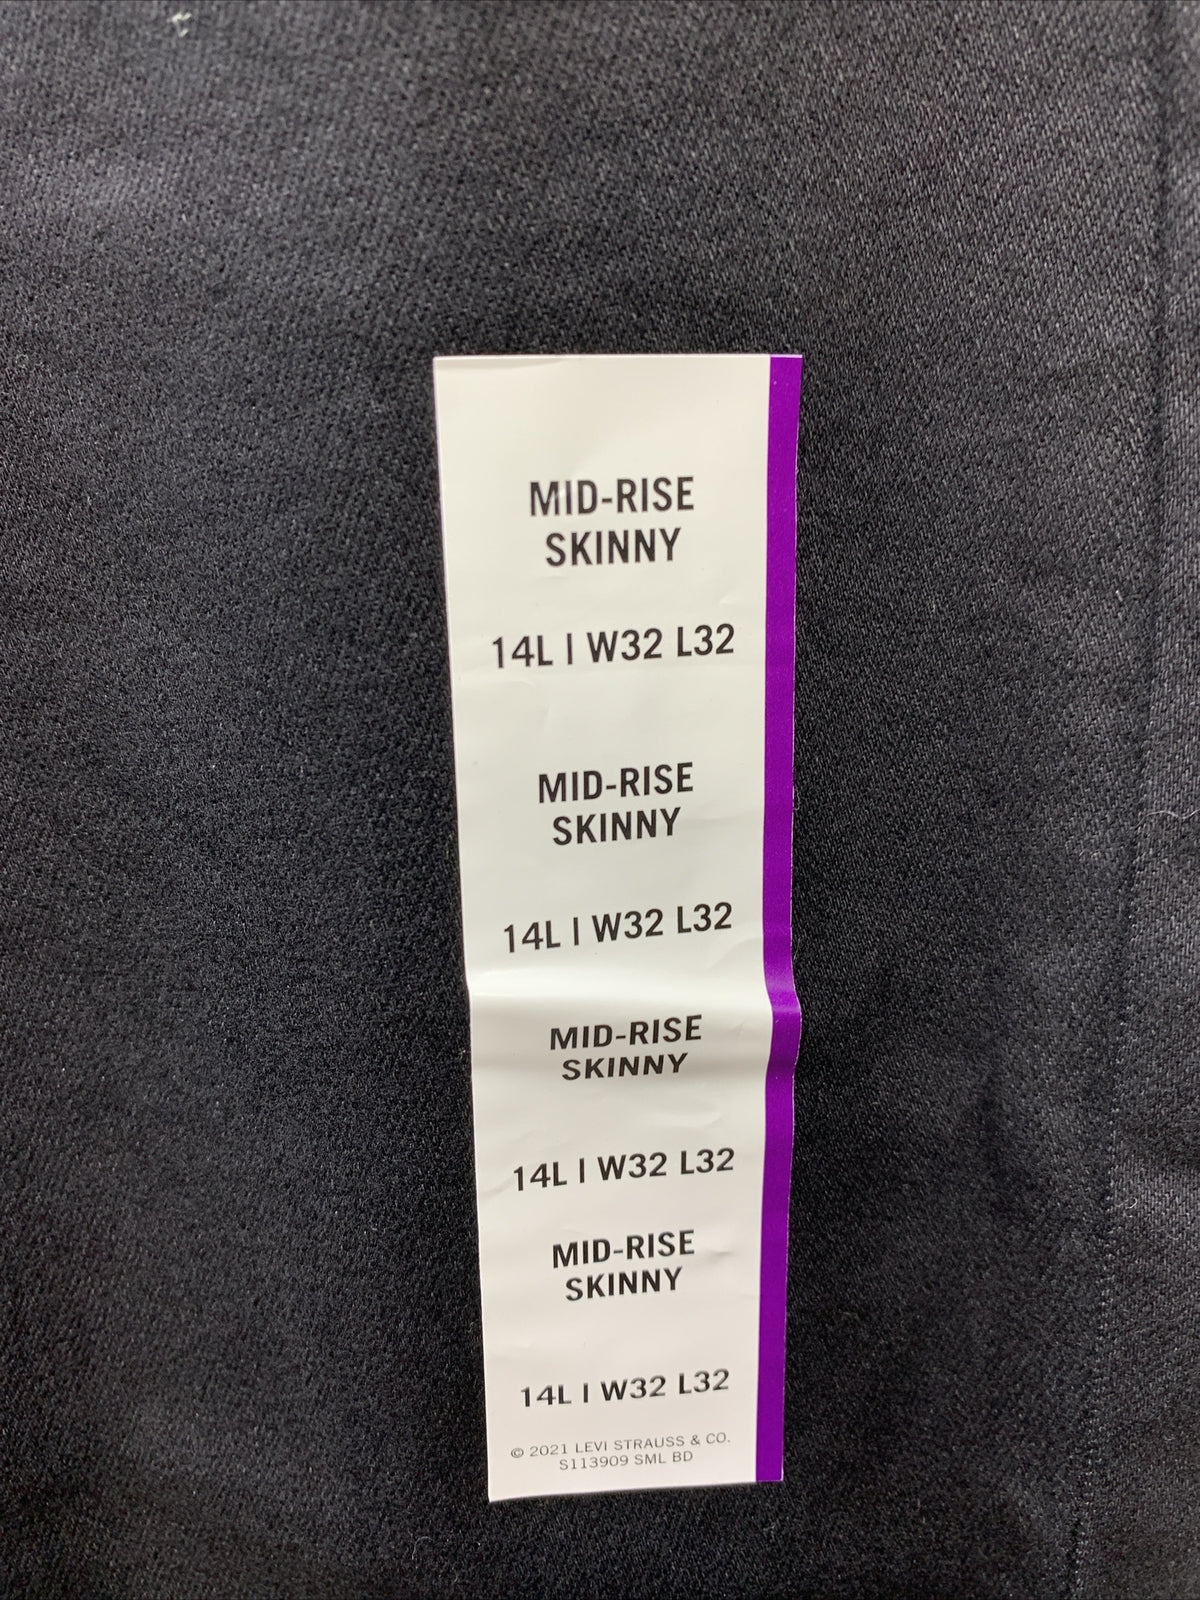 MID-RISE
SKINNY
14L | W32 L32
MID-RISE
SKINNY
14L | W32 L32
MID-RISE
SKINNY
14L | W32 L32
MID-RISE
SKINNY
14L | W32 L32
© 2021 LEVI STRAUSS & CO.
S113909 SML BD